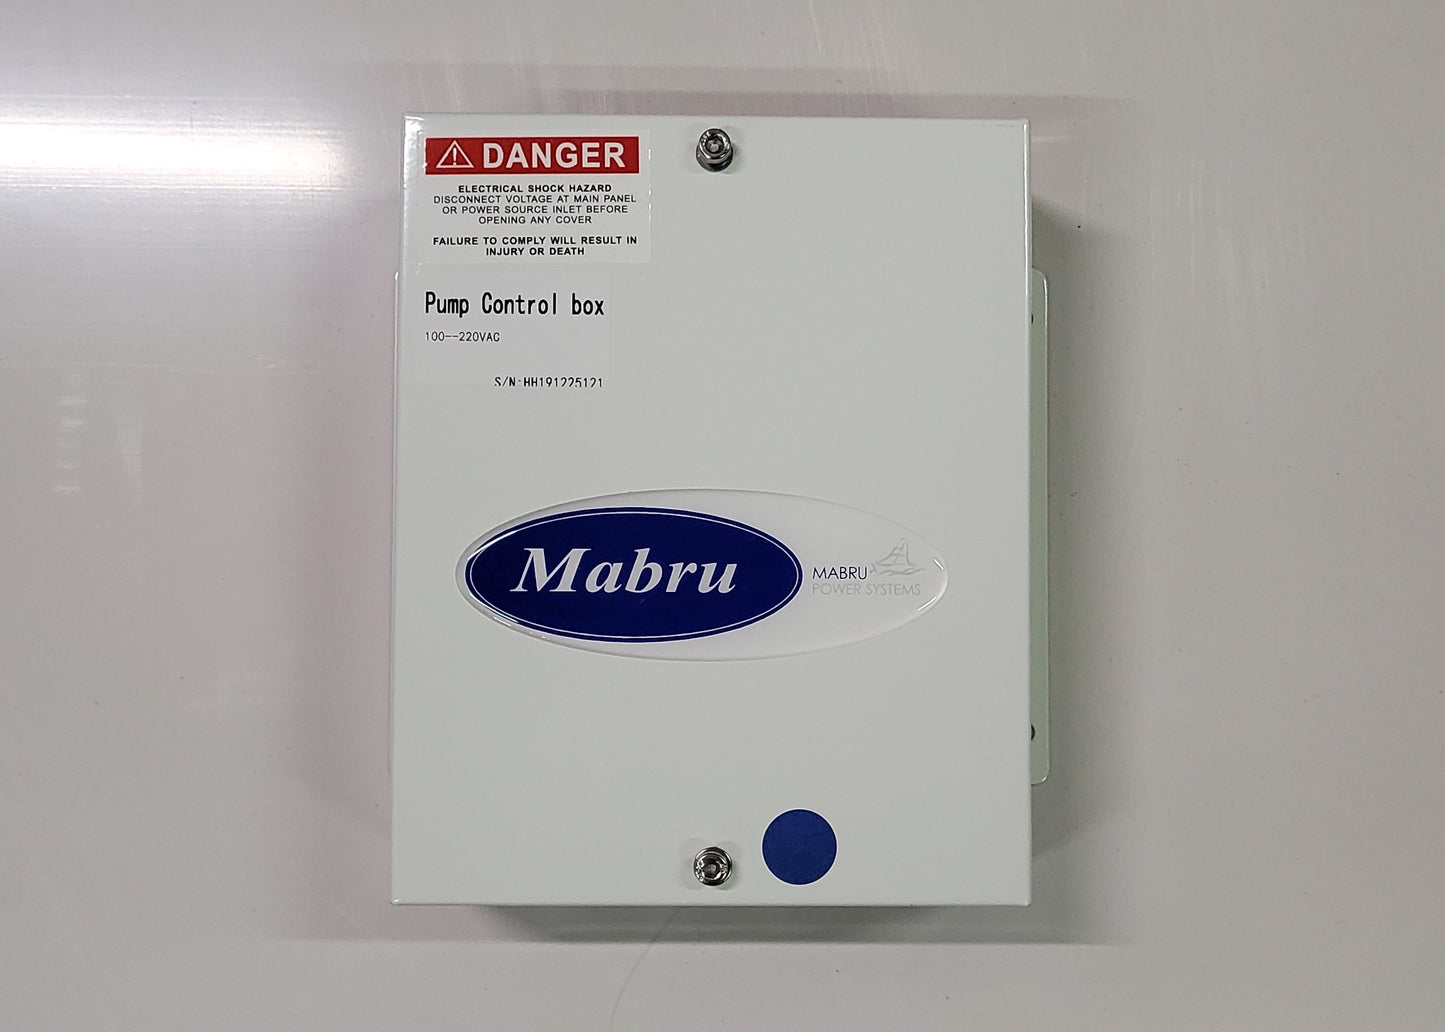 DANGER
ELECTRICAL SHOCK HAZARD
DISCONNECT VOLTAGE AT MAIN PANEL
OR POWER SOURCE INLET BEFORE
OPENING ANY COVER
FAILURE TO COMPLY WILL RESULT IN
INJURY OR DEATH
Pump Control box
100--220VAC
S/N:HH191225121
Mabru
MABRU
POWER SYSTEMS